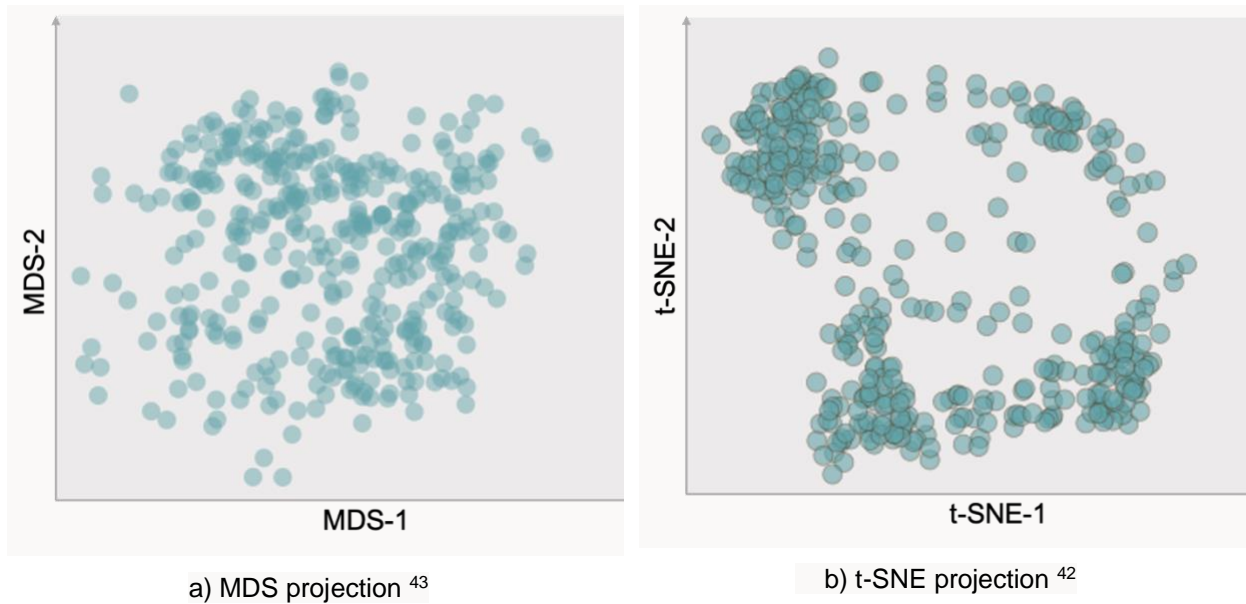 MDS-2
MDS-1
a) MDS projection 43
t-SNE-2
t-SNE-1
b) t-SNE projection 42